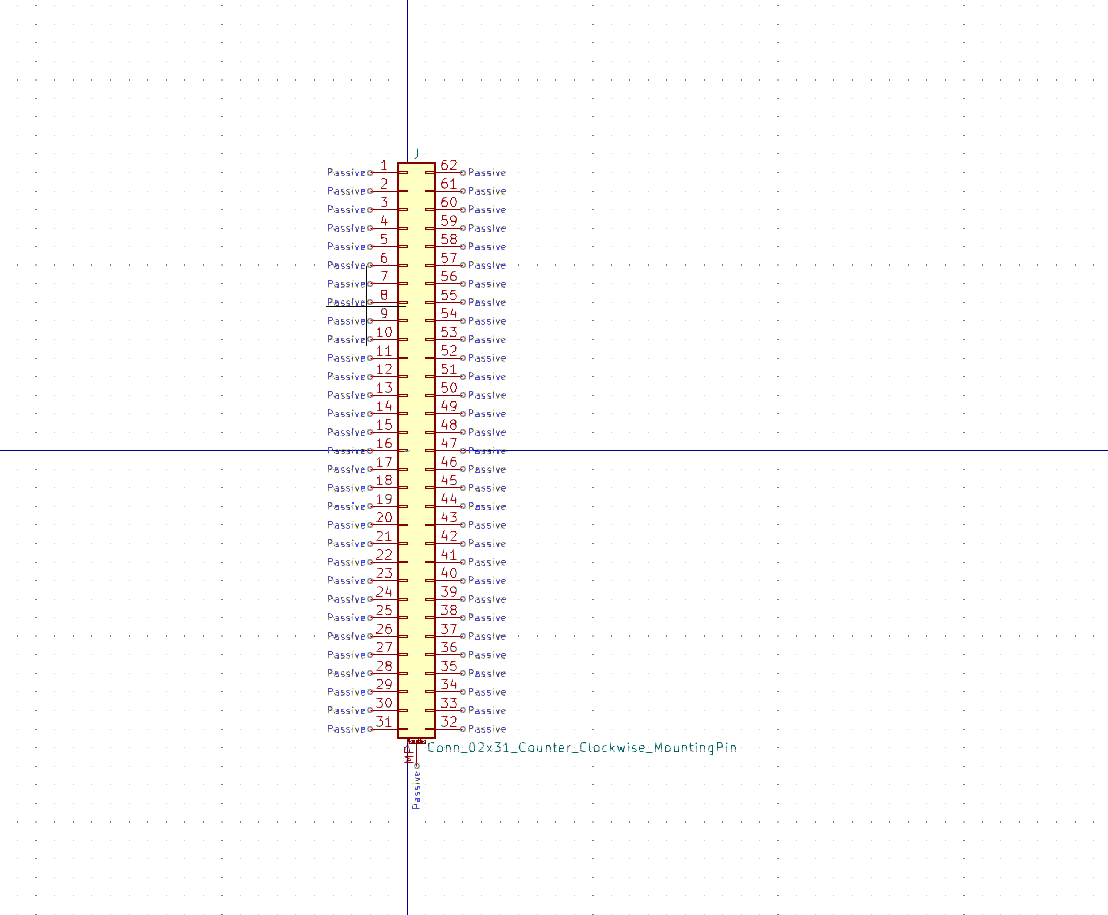 J
Passive 1 62 Passive
Passive 2 61 Passive
Passive 3 60 Passive
Passive 4 59 Passive
Passive 5 58 Passive
Passive 6 57 Passive
Passive 7 56 Passive
Passive 8 55 Passive
Passive 9 54 Passive
Passive 10 53 Passive
Passive 11 52 Passive
Passive 12 51 Passive
Passive 13 50 Passive
Passive 14 49 Passive
Passive 15 48 Passive
Passive 16 47 Passive
Passive 17 46 Passive
Passive 18 45 Passive
Passive 19 44 Passive
Passive 20 43 Passive
Passive 21 42 Passive
Passive 22 41 Passive
Passive 23 40 Passive
Passive 24 39 Passive
Passive 25 38 Passive
Passive 26 37 Passive
Passive 27 36 Passive
Passive 28 35 Passive
Passive 29 34 Passive
Passive 30 33 Passive
Passive 31 32 Passive
MP Conn_02x31_Counter_Clockwise_MountingPin
Passive